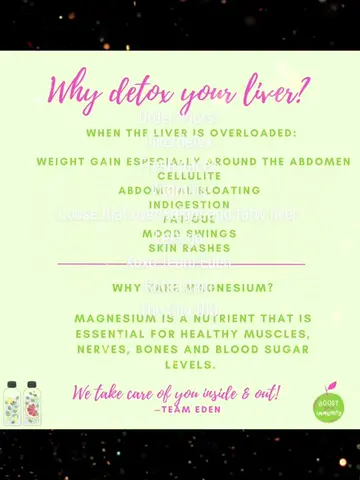 Why detox your liver?
WHEN THE LIVER IS OVERLOADED:
WEIGHT GAIN ESPECIALLY AROUND THE ABDOMEN
CELLULITE
ABDOMINAL BLOATING
INDIGESTION
FATIGUE
MOOD SWINGS
SKIN RASHES
WHY TAKE MAGNESIUM?
MAGNESIUM IS A NUTRIENT THAT IS
ESSENTIAL FOR HEALTHY MUSCLES,
NERVES, BONES AND BLOOD SUGAR
LEVELS.
We take care of you inside & out!
–TEAM EDEN
BOOST
IMMUNITY